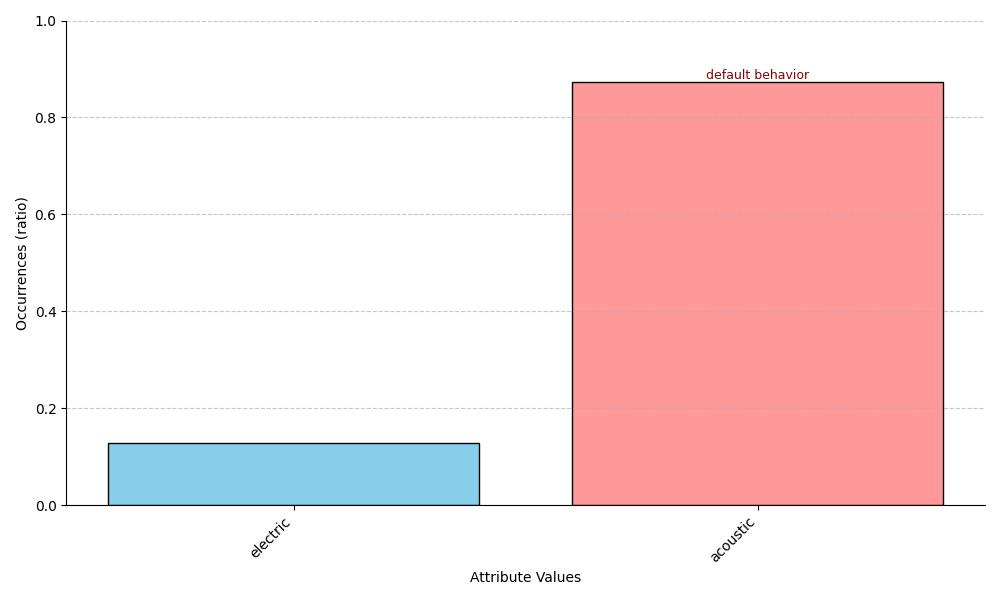 default behavior
1.0
0.8
0.6
0.4
0.2
0.0
Occurrences (ratio)
electric
acoustic
Attribute Values